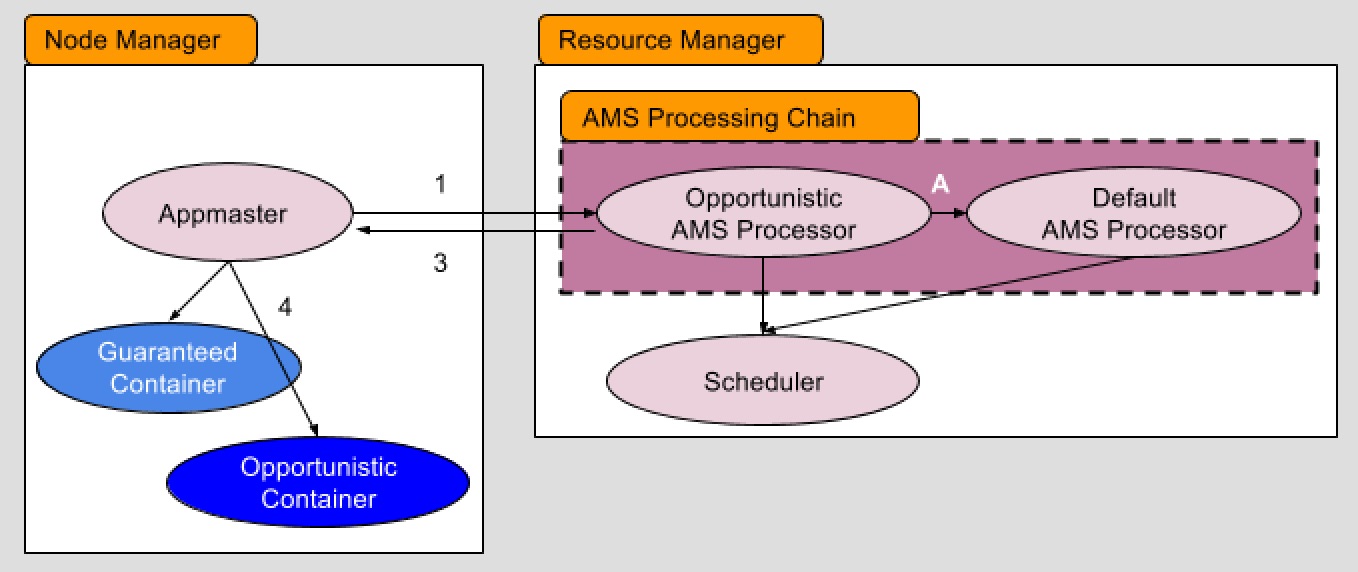 Node Manager
Resource Manager
AMS Processing Chain
Appmaster
1
3
Opportunistic
AMS Processor
A
Default
AMS Processor
4
Guaranteed
Container
Scheduler
Opportunistic
Container